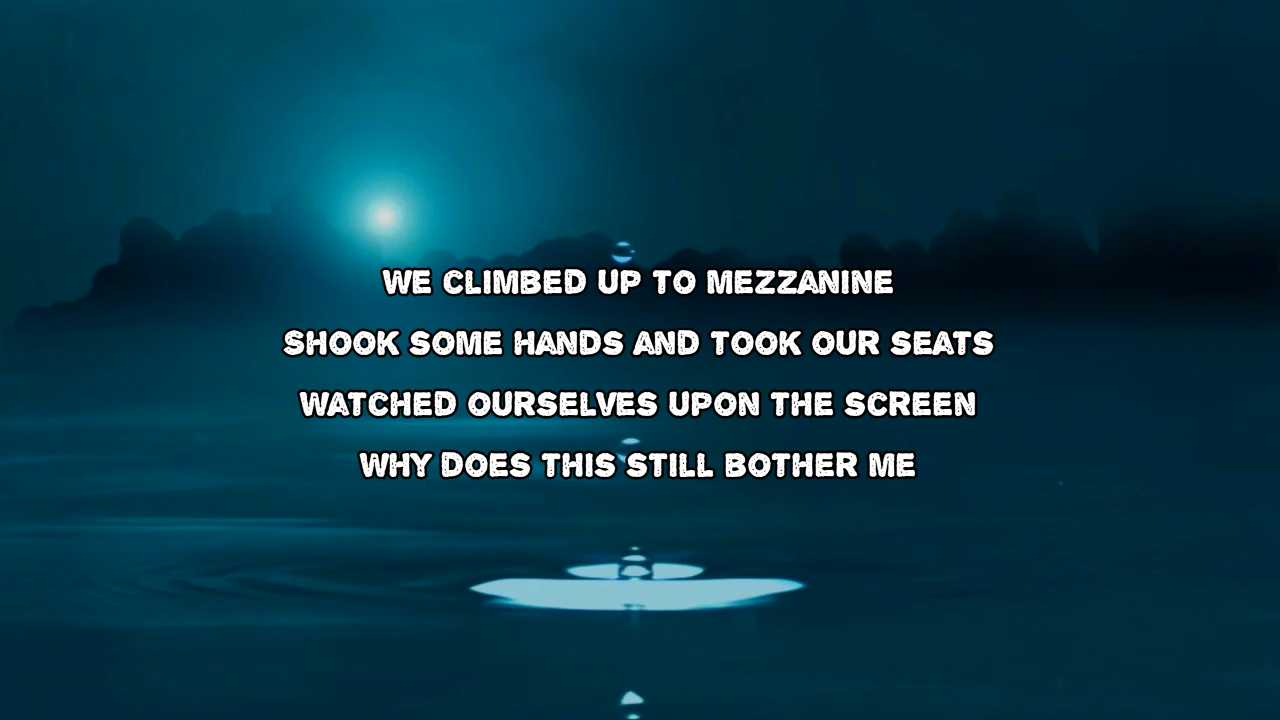 WE CLIMBED UP TO MEZZANINE
SHOOK SOME HANDS AND TOOK OUR SEATS
WATCHED OURSELVES UPON THE SCREEN
WHY DOES THIS STILL BOTHER ME